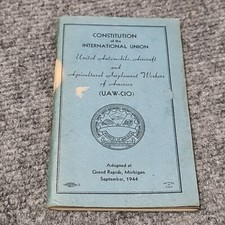 CONSTITUTION
of the
INTERNATIONAL UNION
United Automobile, Aircraft
and
Agricultural Implement Workers
of America
(UAW-CIO)
Adopted at
Grand Rapids, Michigan
September, 1944